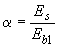 α = E_s / E_b1